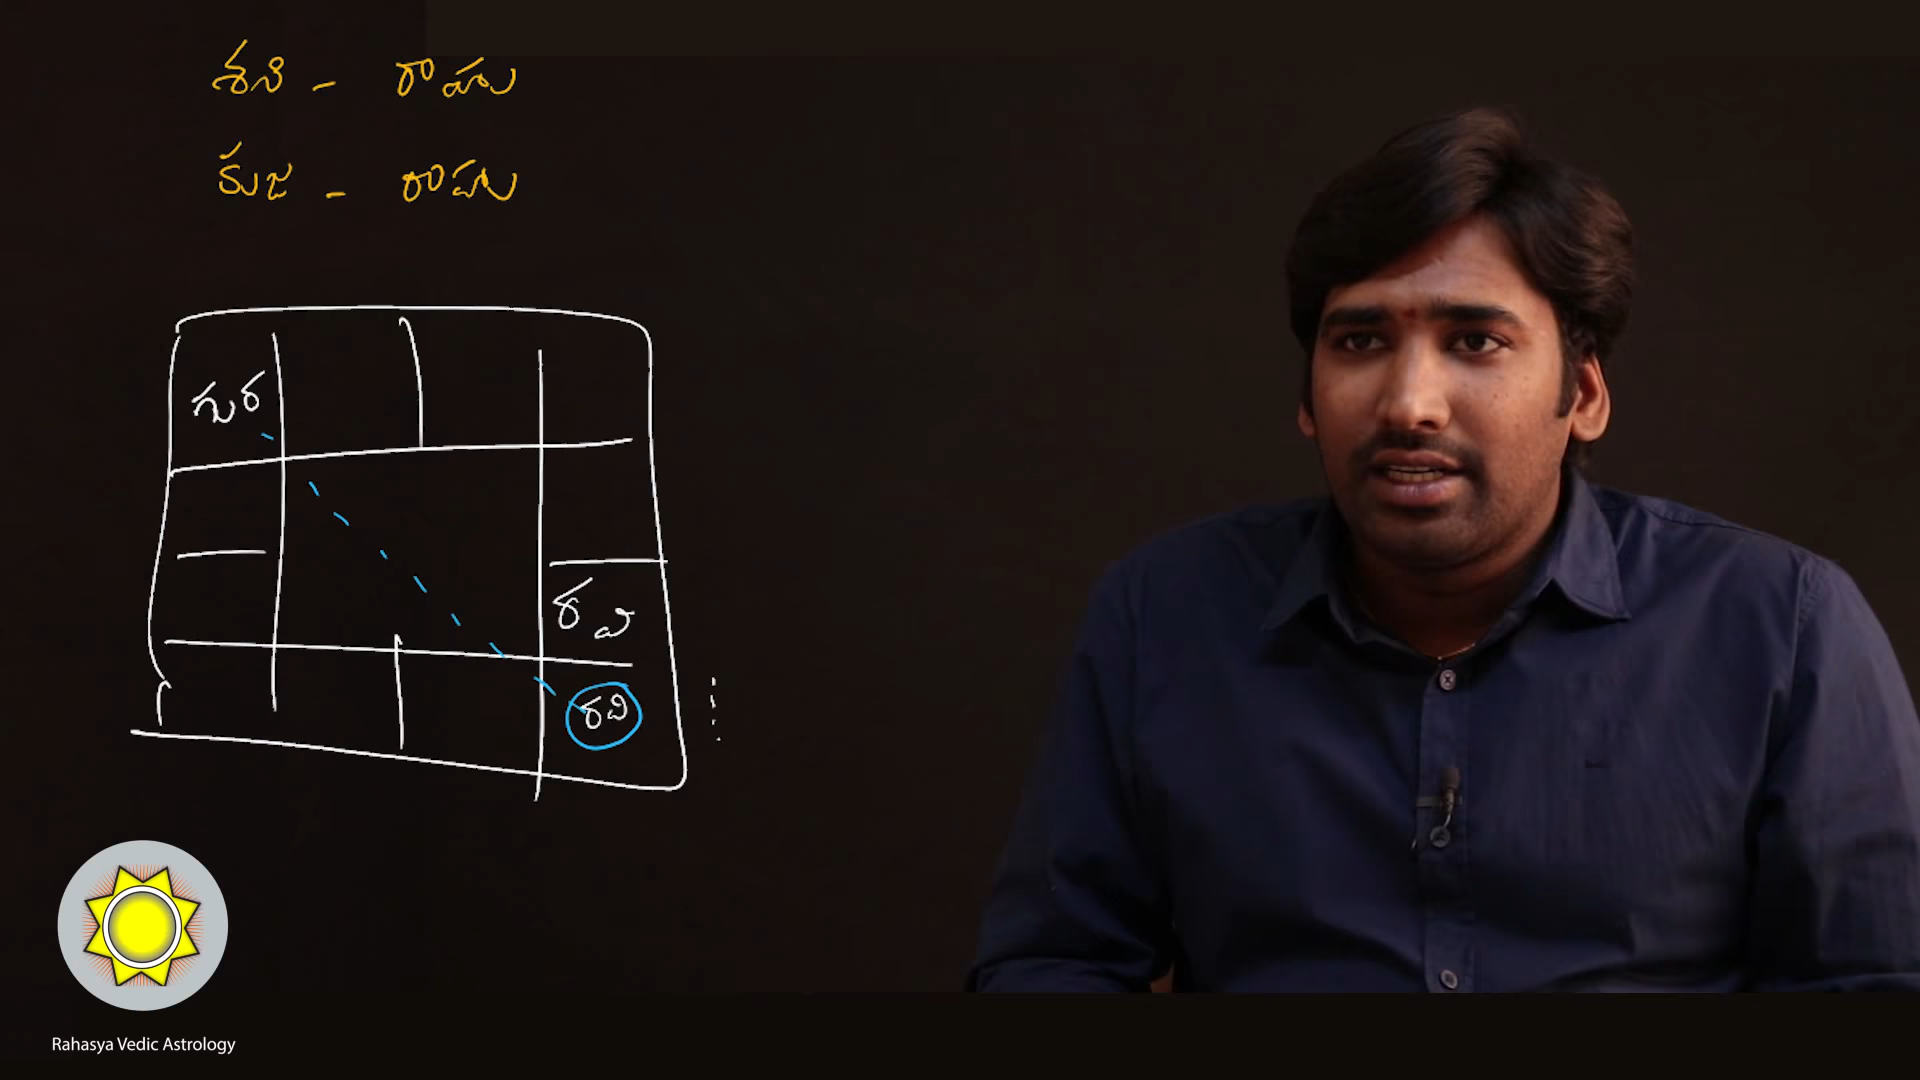 శని - రాహు
కుజ - రాహు
గుర
రవి
రవి
Rahasya Vedic Astrology